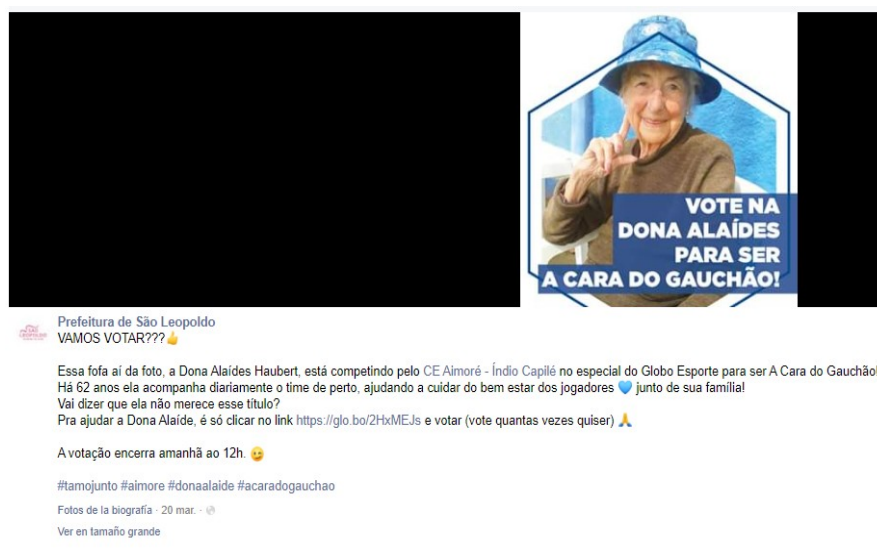 VOTE NA
DONA ALAÍDES
PARA SER
A CARA DO GAUCHÃO!
Prefeitura de São Leopoldo
VAMOS VOTAR???👍
Essa fofa aí da foto, a Dona Alaídes Haubert, está competindo pelo CE Aimoré - Índio Capilé no especial do Globo Esporte para ser A Cara do Gauchão!
Há 62 anos ela acompanha diariamente o time de perto, ajudando a cuidar do bem estar dos jogadores 💙 junto de sua família!
Vai dizer que ela não merece esse título?
Pra ajudar a Dona Alaíde, é só clicar no link https://glo.bo/2HxMEJs e votar (vote quantas vezes quiser) 🙏
A votação encerra amanhã ao 12h. 😜
#tamojunto #aimore #donaalaide #acaradogauchao
Fotos de la biografía · 20 mar. ·
Ver en tamaño grande